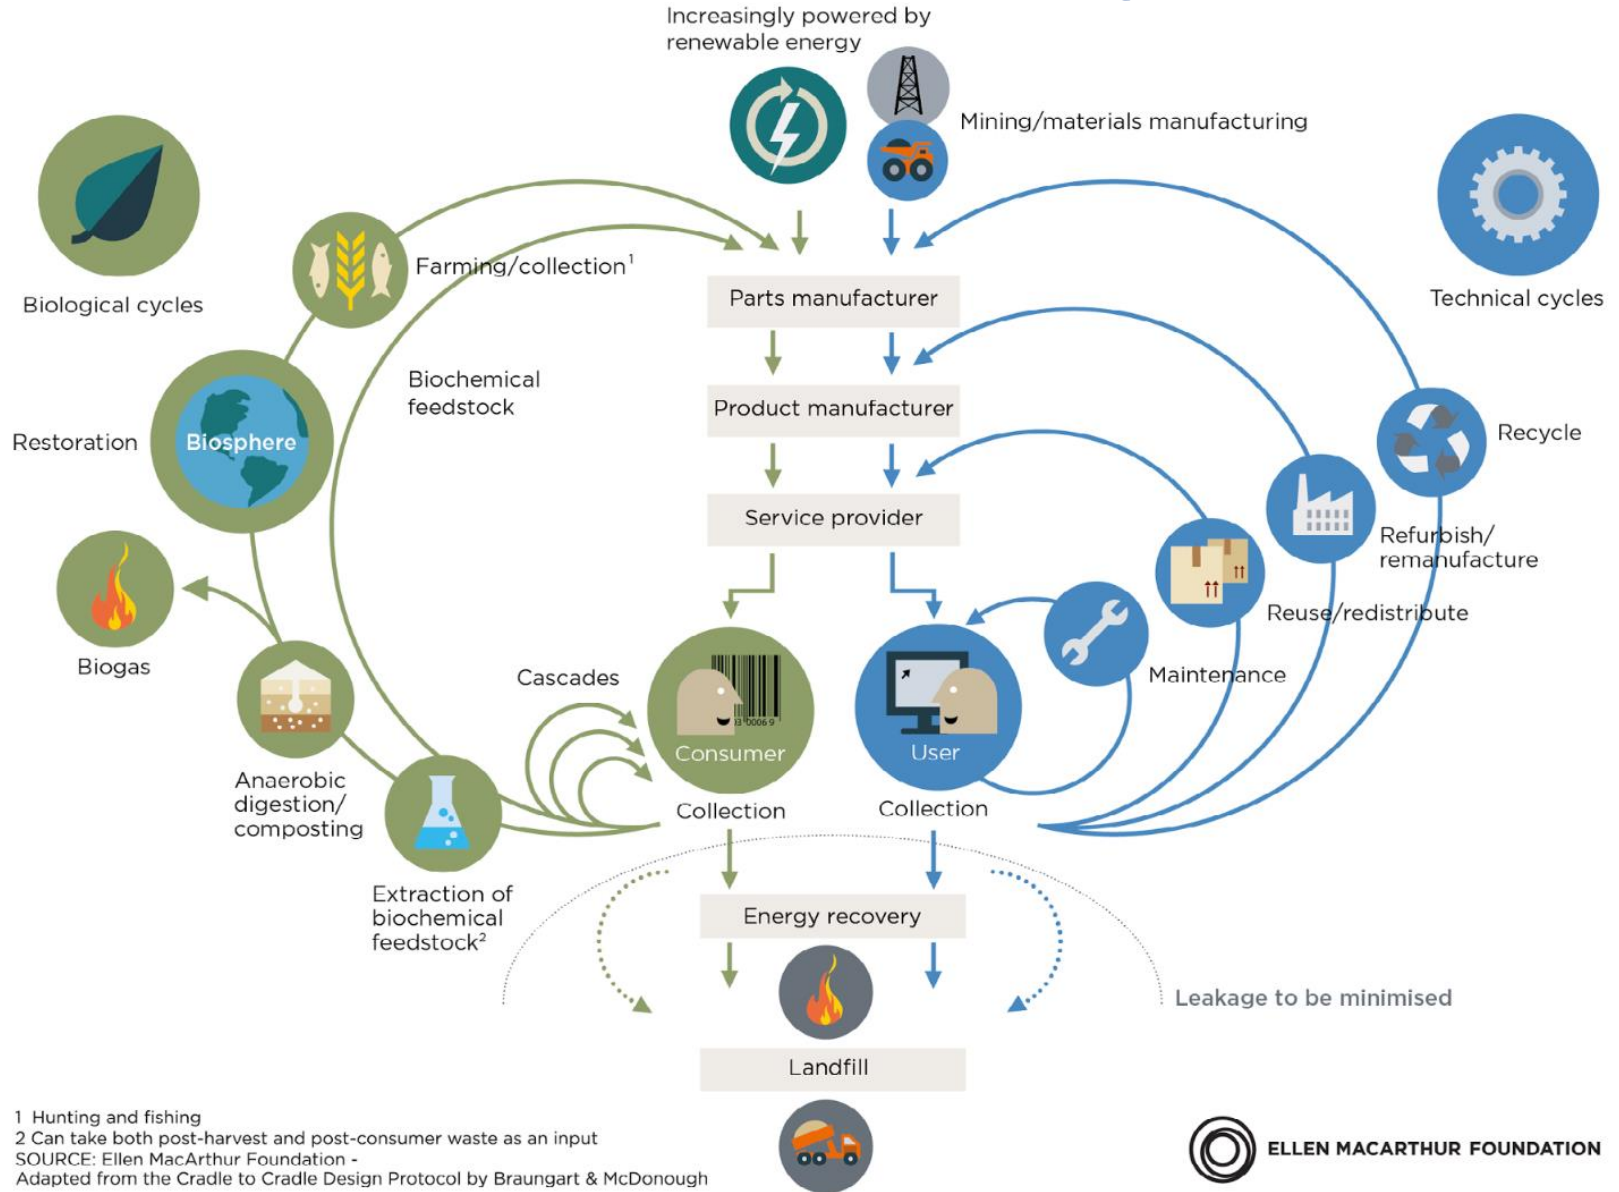 Increasingly powered by
renewable energy
Mining/materials manufacturing
Biological cycles
Technical cycles
Farming/collection¹
Parts manufacturer
Biochemical
feedstock
Product manufacturer
Restoration
Biosphere
Recycle
Service provider
Refurbish/
remanufacture
Reuse/redistribute
Biogas
Cascades
Maintenance
Consumer
User
Anaerobic
digestion/
composting
Collection
Collection
Extraction of
biochemical
feedstock²
Energy recovery
Leakage to be minimised
Landfill
1 Hunting and fishing
2 Can take both post-harvest and post-consumer waste as an input
SOURCE: Ellen MacArthur Foundation -
Adapted from the Cradle to Cradle Design Protocol by Braungart & McDonough
ELLEN MACARTHUR FOUNDATION